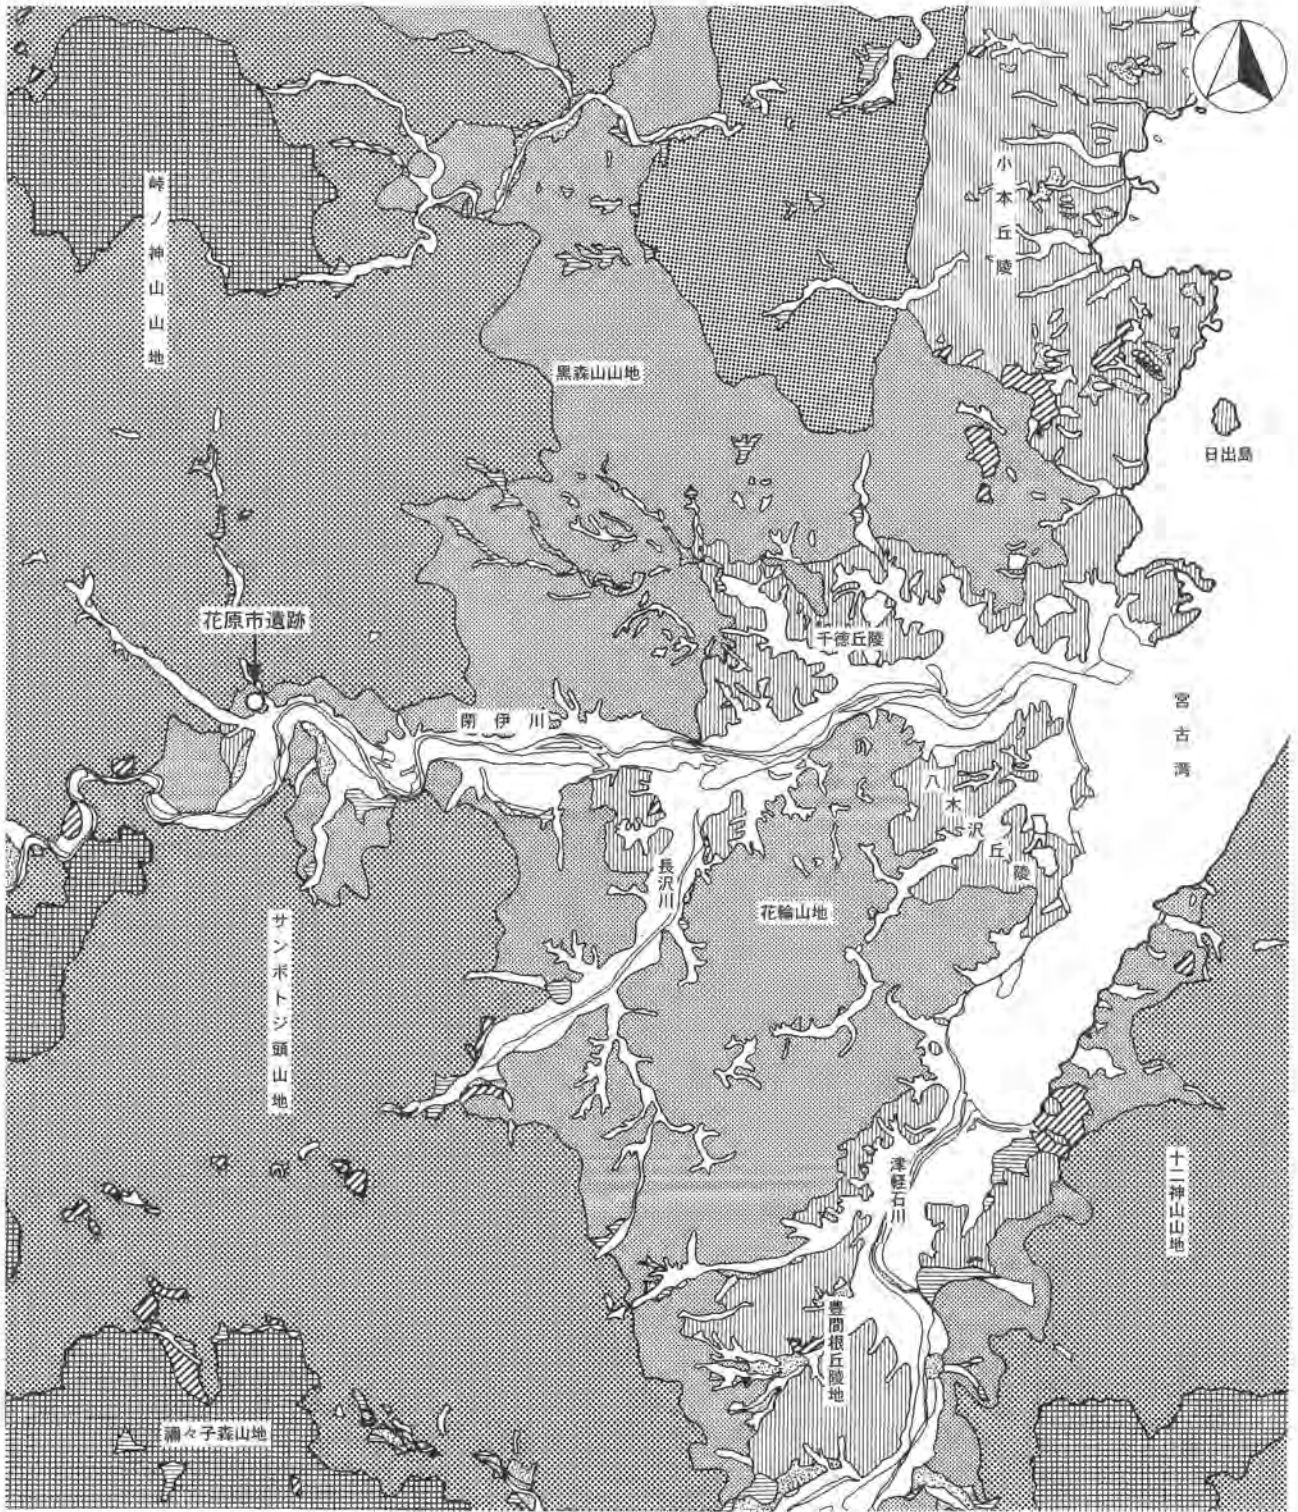 小本丘陵
峠ノ神山山地
黒森山山地
日出島
花原市遺跡
千徳丘陵
閉伊川
宮古湾
八木沢丘陵
長沢川
花輪山地
サンボトジ頭山地
津軽石川
十二神山山地
豊間根丘陵地
禰々子森山地